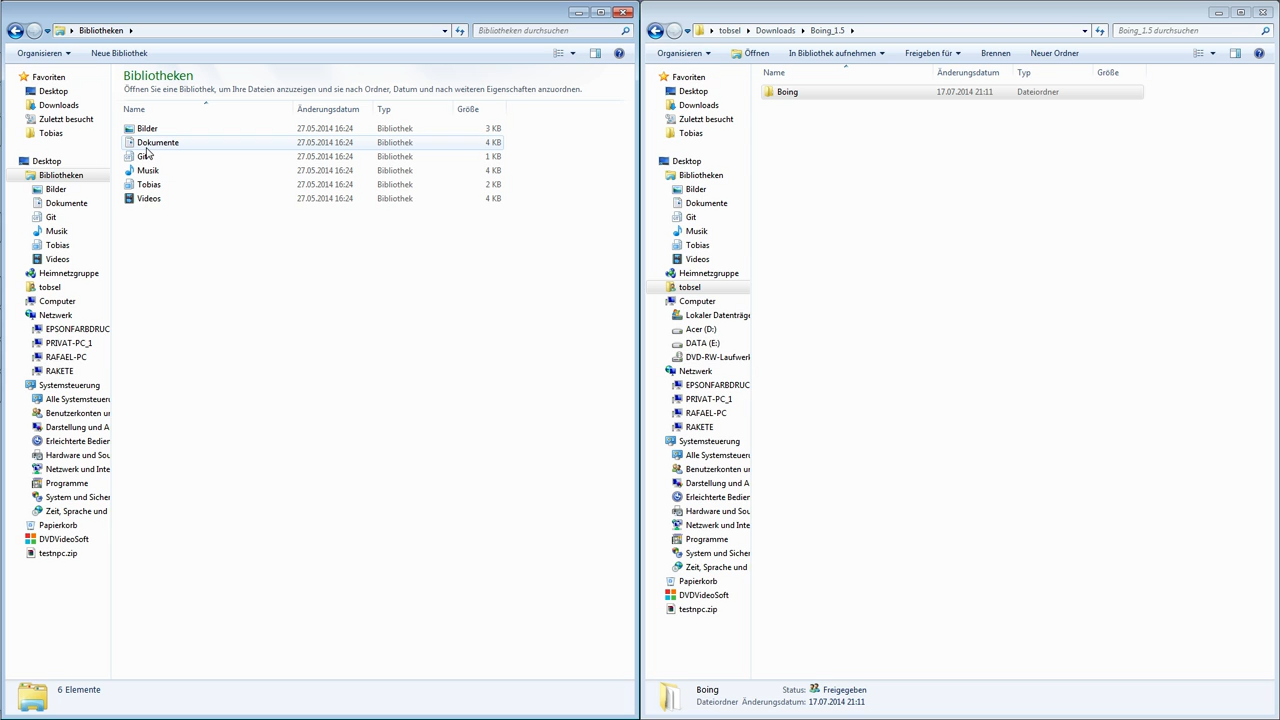 Bibliotheken
Bibliotheken durchsuchen
Organisieren
Neue Bibliothek
Favoriten
Desktop
Downloads
Zuletzt besucht
Tobias
Desktop
Bibliotheken
Bilder
Dokumente
Git
Musik
Tobias
Videos
Heimnetzgruppe
tobsel
Computer
Netzwerk
EPSONFARBDRUC
PRIVAT-PC_1
RAFAEL-PC
RAKETE
Systemsteuerung
Alle Systemsteuern
Benutzerkonten un
Darstellung und A
Erleichterte Bedien
Hardware und Sou
Netzwerk und Inte
Programme
System und Sicher
Zeit, Sprache und
Papierkorb
DVDVideoSoft
testnpc.zip
Bibliotheken
Öffnen Sie eine Bibliothek, um Ihre Dateien anzuzeigen und sie nach Ordner, Datum und nach weiteren Eigenschaften anzuordnen.
Name Änderungsdatum Typ Größe
Bilder 27.05.2014 16:24 Bibliothek 3 KB
Dokumente 27.05.2014 16:24 Bibliothek 4 KB
Git 27.05.2014 16:24 Bibliothek 1 KB
Musik 27.05.2014 16:24 Bibliothek 4 KB
Tobias 27.05.2014 16:24 Bibliothek 2 KB
Videos 27.05.2014 16:24 Bibliothek 4 KB
6 Elemente
tobsel Downloads Boing_1.5
Boing_1.5 durchsuchen
Organisieren Öffnen In Bibliothek aufnehmen Freigeben für Brennen Neuer Ordner
Favoriten
Desktop
Downloads
Zuletzt besucht
Tobias
Desktop
Bibliotheken
Bilder
Dokumente
Git
Musik
Tobias
Videos
Heimnetzgruppe
tobsel
Computer
Lokaler Datenträge
Acer (D:)
DATA (E:)
DVD-RW-Laufwerk
Netzwerk
EPSONFARBDRUC
PRIVAT-PC_1
RAFAEL-PC
RAKETE
Systemsteuerung
Alle Systemsteuern
Benutzerkonten un
Darstellung und A
Erleichterte Bedien
Hardware und Sou
Netzwerk und Inte
Programme
System und Sicher
Zeit, Sprache und
Papierkorb
DVDVideoSoft
testnpc.zip
Name Änderungsdatum Typ Größe
Boing 17.07.2014 21:11 Dateiordner
Boing Status: Freigegeben
Dateiordner Änderungsdatum: 17.07.2014 21:11